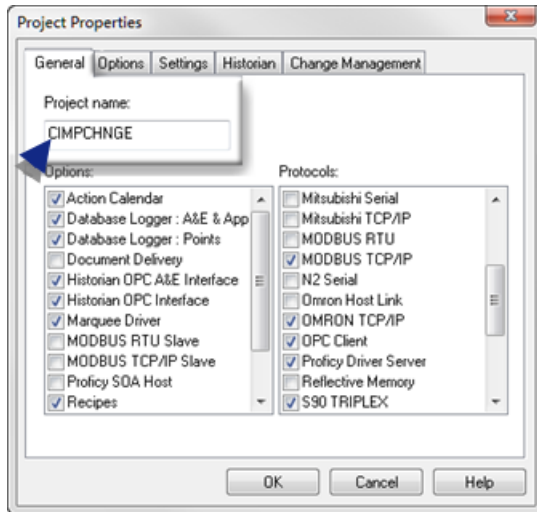 Project Properties
General Options Settings Historian Change Management
Project name:
CIMPCHNGE
Options:
Action Calendar
Database Logger : A&E & App
Database Logger : Points
Document Delivery
Historian OPC A&E Interface
Historian OPC Interface
Marquee Driver
MODBUS RTU Slave
MODBUS TCP/IP Slave
Proficy SOA Host
Recipes
Protocols:
Mitsubishi Serial
Mitsubishi TCP/IP
MODBUS RTU
MODBUS TCP/IP
N2 Serial
Omron Host Link
OMRON TCP/IP
OPC Client
Proficy Driver Server
Reflective Memory
S90 TRIPLEX
OK Cancel Help